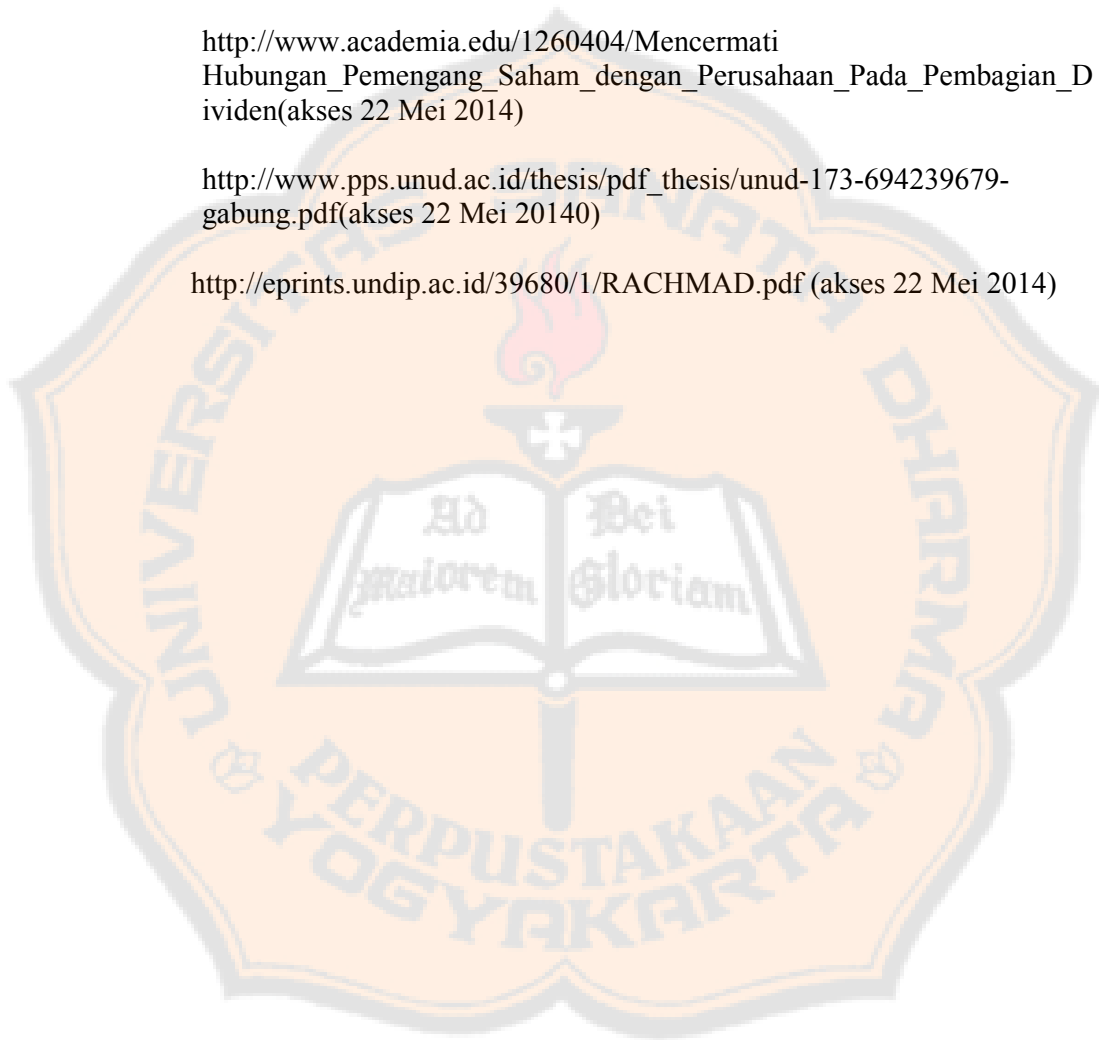 http://www.academia.edu/1260404/Mencermati
Hubungan_Pemengang_Saham_dengan_Perusahaan_Pada_Pembagian_D
ividen(akses 22 Mei 2014)
http://www.pps.unud.ac.id/thesis/pdf_thesis/unud-173-694239679-
gabung.pdf(akses 22 Mei 20140)
http://eprints.undip.ac.id/39680/1/RACHMAD.pdf (akses 22 Mei 2014)
UNIVERSITAS SANATA DHARMA
Ad Dei
maiorem Gloriam
PERPUSTAKAAN
YOGYAKARTA